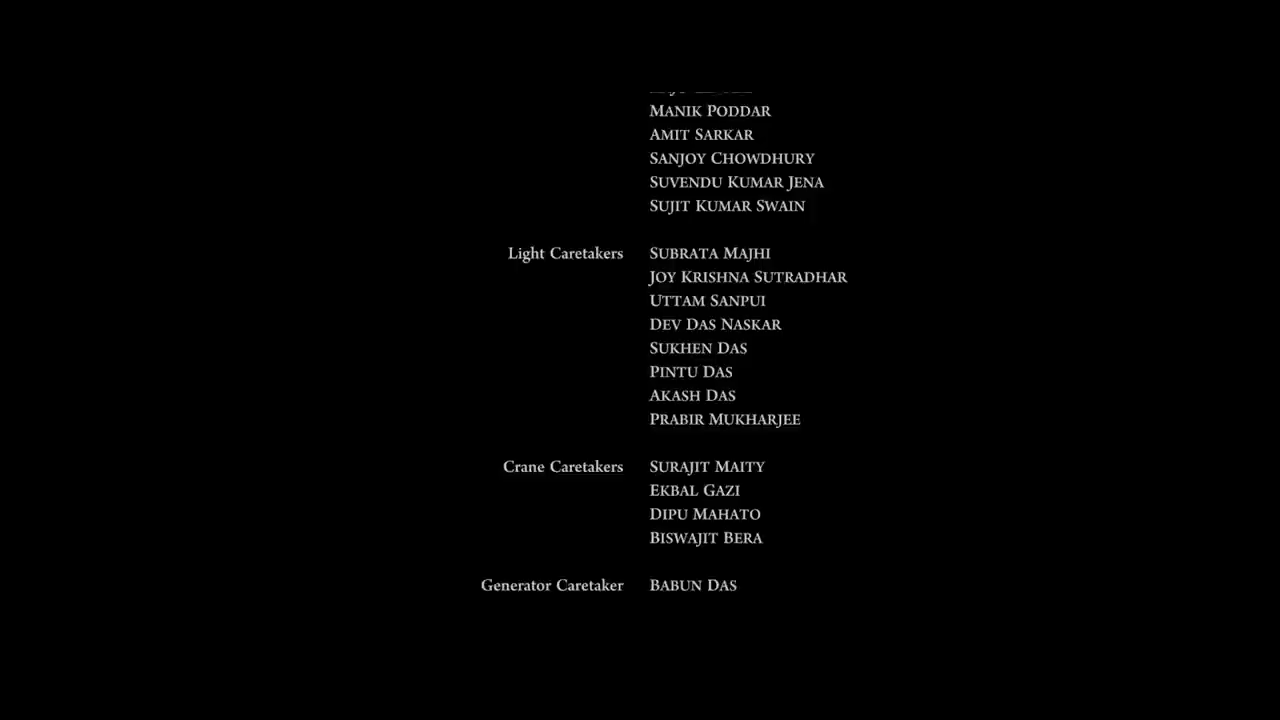 MANIK PODDAR
AMIT SARKAR
SANJOY CHOWDHURY
SUVENDU KUMAR JENA
SUJIT KUMAR SWAIN
Light Caretakers SUBRATA MAJHI
JOY KRISHNA SUTRADHAR
UTTAM SANPUI
DEV DAS NASKAR
SUKHEN DAS
PINTU DAS
AKASH DAS
PRABIR MUKHARJEE
Crane Caretakers SURAJIT MAITY
EKBAL GAZI
DIPU MAHATO
BISWAJIT BERA
Generator Caretaker BABUN DAS